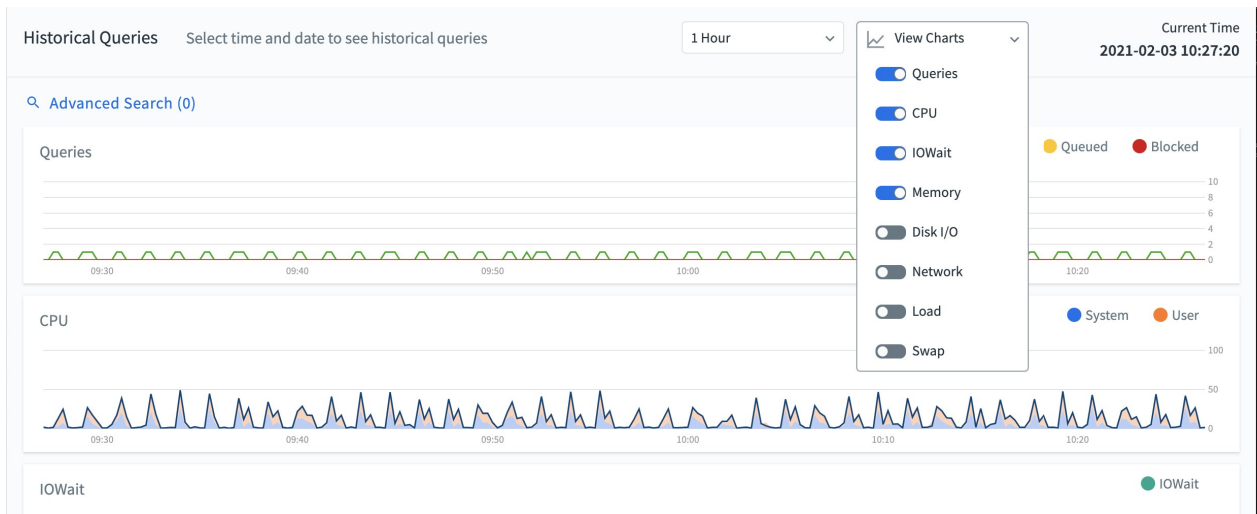 Historical Queries Select time and date to see historical queries
1 Hour
View Charts
Current Time
2021-02-03 10:27:20
Queries
CPU
IOWait
Memory
Disk I/O
Network
Load
Swap
Advanced Search (0)
Queries
Queued Blocked
10
8
6
4
2
0
09:30 09:40 09:50 10:00 10:20
CPU
System User
100
50
0
09:30 09:40 09:50 10:00 10:10 10:20
IOWait
IOWait